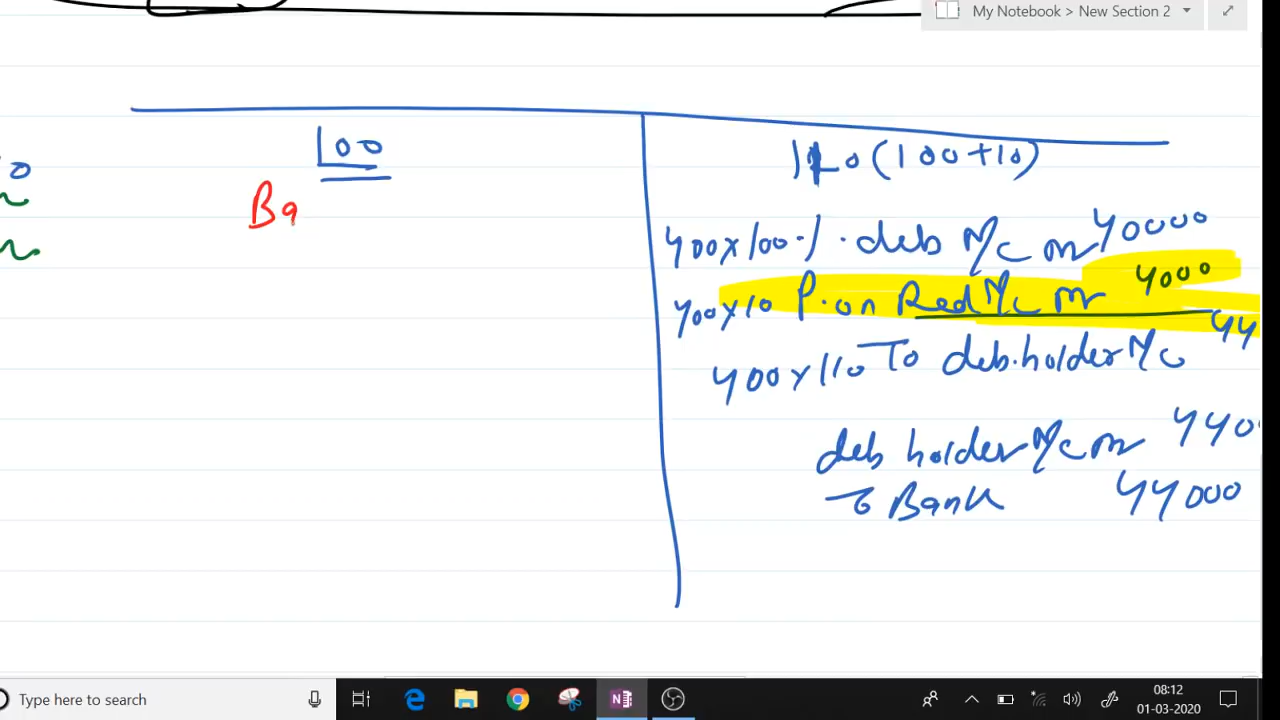 My Notebook > New Section 2
100
Ba
110 (100+10)
400x100 ·/· deb A/c Dr 40000
400x10 P. on Red A/c Dr 4000
400x110 To deb. holder A/c 44
deb holder A/c Dr 440
To Bank 44000
Type here to search
08:12
01-03-2020